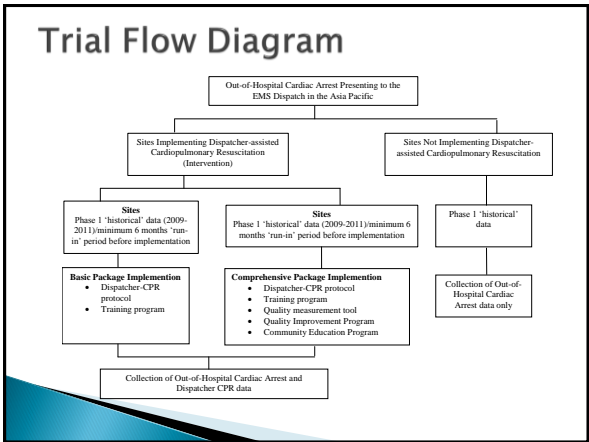 Trial Flow Diagram
Out-of-Hospital Cardiac Arrest Presenting to the
EMS Dispatch in the Asia Pacific
Sites Implementing Dispatcher-assisted
Cardiopulmonary Resuscitation
(Intervention)
Sites Not Implementing Dispatcher-
assisted Cardiopulmonary Resuscitation
Sites
Phase 1 ‘historical’ data (2009-
2011)/minimum 6 months ‘run-
in’ period before implementation
Sites
Phase 1 ‘historical’ data (2009-2011)/minimum 6
months ‘run-in’ period before implementation
Phase 1 ‘historical’
data
Basic Package Implemention
• Dispatcher-CPR
protocol
• Training program
Comprehensive Package Implemention
• Dispatcher-CPR protocol
• Training program
• Quality measurement tool
• Quality Improvement Program
• Community Education Program
Collection of Out-of-
Hospital Cardiac
Arrest data only
Collection of Out-of-Hospital Cardiac Arrest and
Dispatcher CPR data